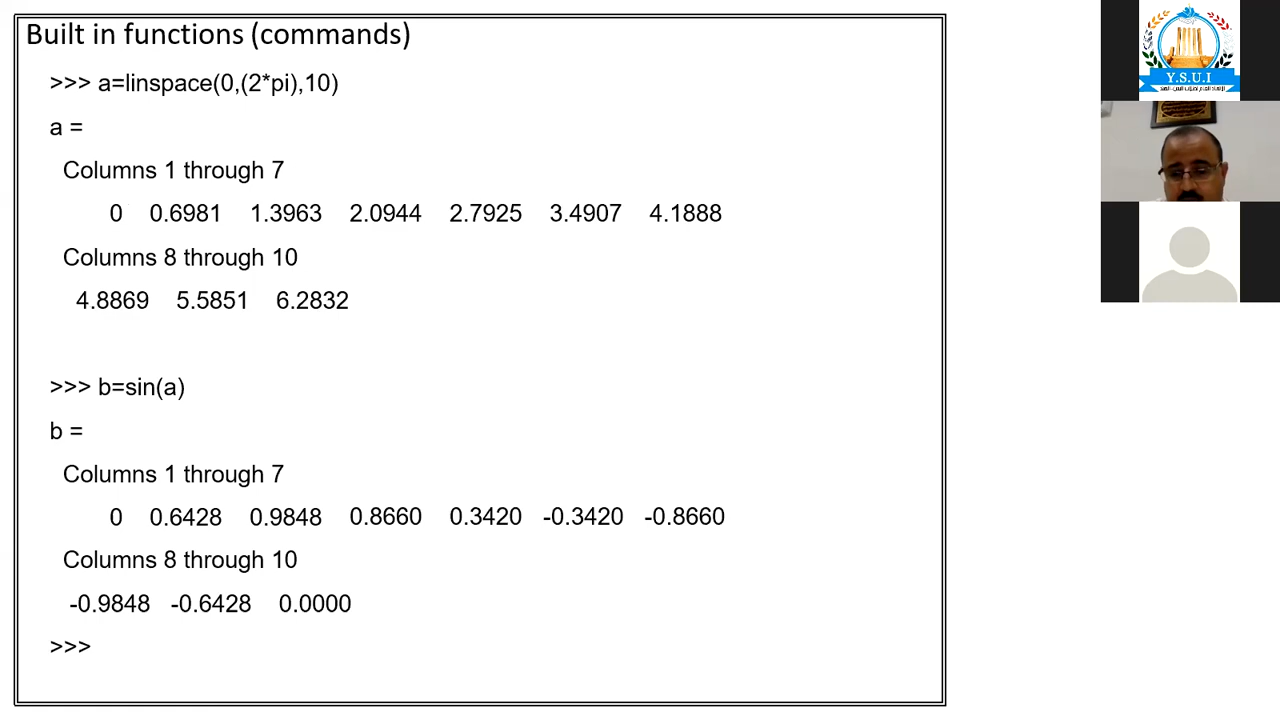 Built in functions (commands)
>>> a=linspace(0,(2*pi),10)
a =
Columns 1 through 7
0 0.6981 1.3963 2.0944 2.7925 3.4907 4.1888
Columns 8 through 10
4.8869 5.5851 6.2832
>>> b=sin(a)
b =
Columns 1 through 7
0 0.6428 0.9848 0.8660 0.3420 -0.3420 -0.8660
Columns 8 through 10
-0.9848 -0.6428 0.0000
>>>
Y.S.U.I